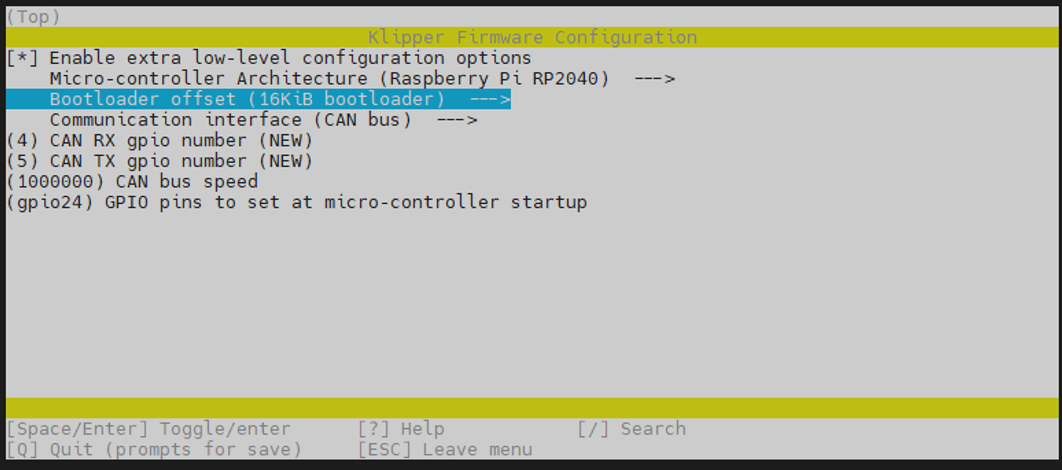 (Top)
Klipper Firmware Configuration
[*] Enable extra low-level configuration options
Micro-controller Architecture (Raspberry Pi RP2040)  --->
Bootloader offset (16KiB bootloader)  --->
Communication interface (CAN bus)  --->
(4) CAN RX gpio number (NEW)
(5) CAN TX gpio number (NEW)
(1000000) CAN bus speed
(gpio24) GPIO pins to set at micro-controller startup
[Space/Enter] Toggle/enter [?] Help [/] Search
[Q] Quit (prompts for save) [ESC] Leave menu